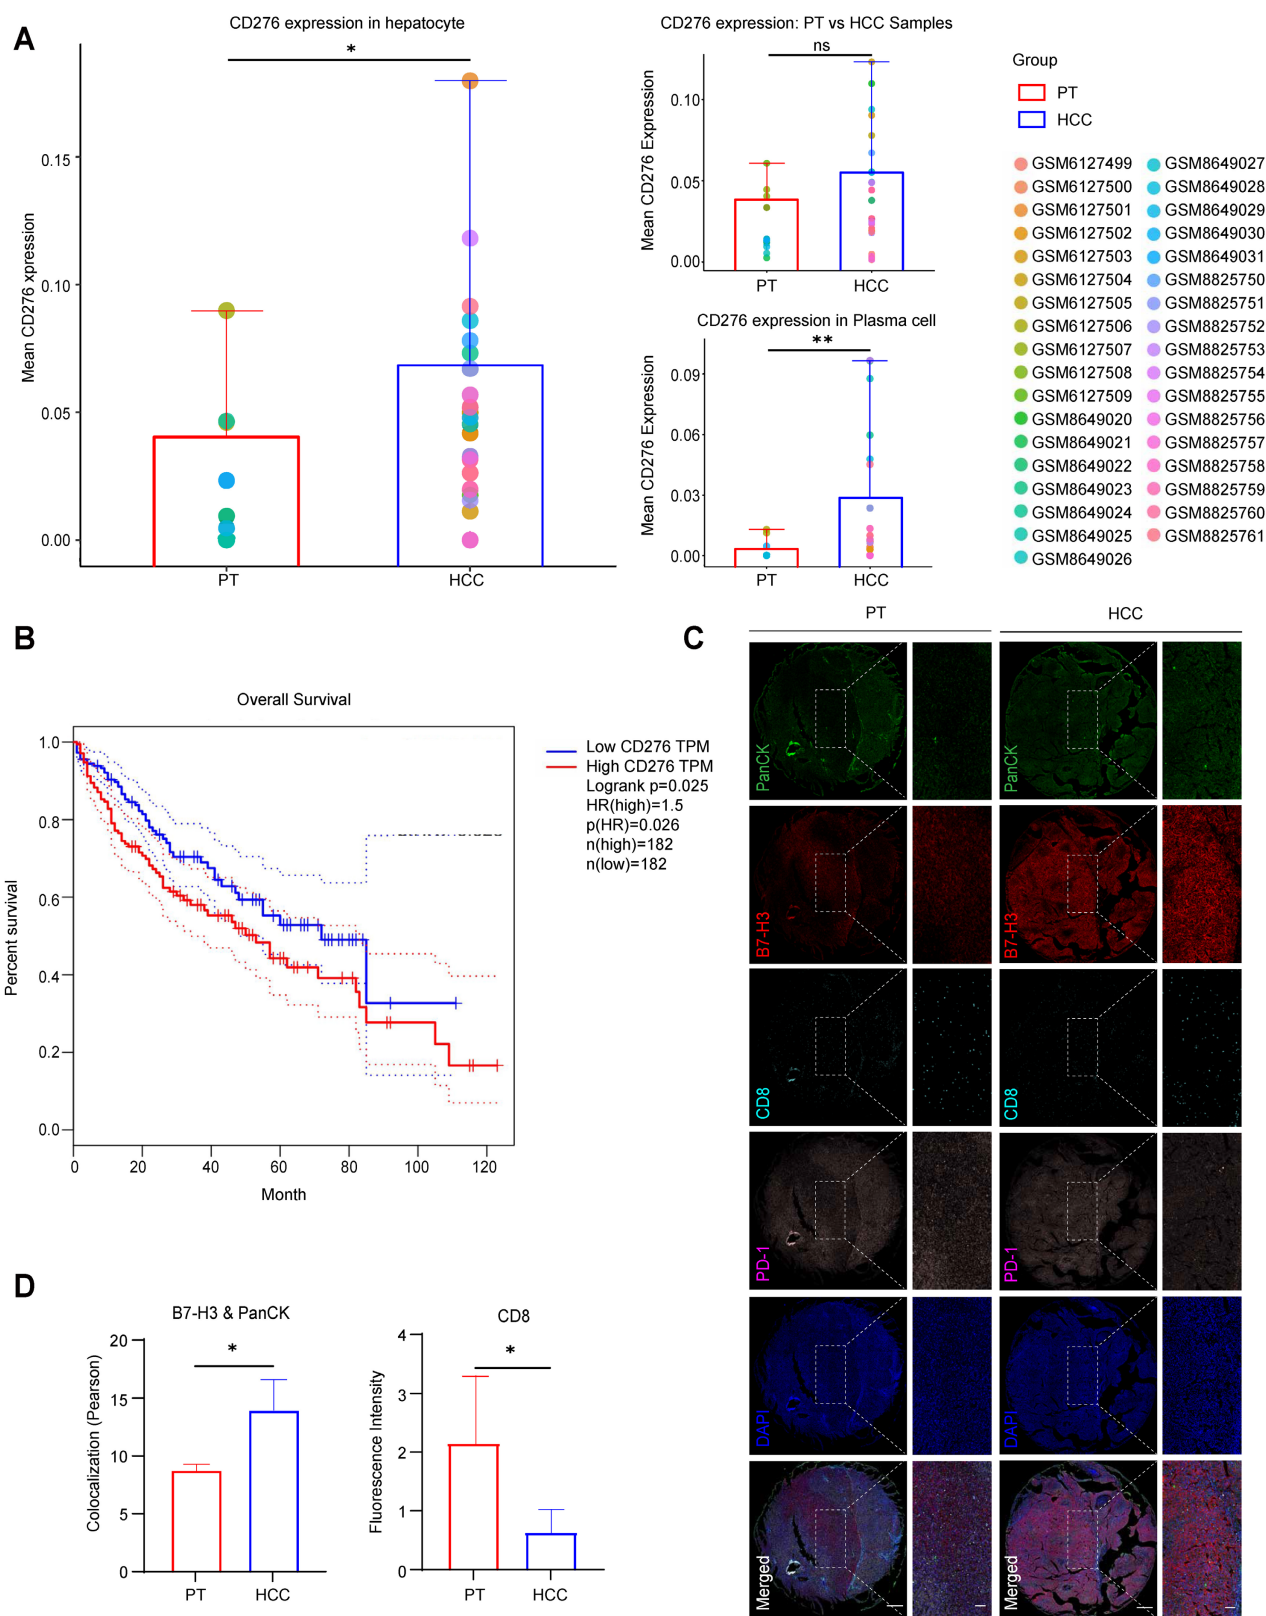 A
CD276 expression in hepatocyte
*
Mean CD276 xpression
0.15
0.10
0.05
0.00
PT
HCC
CD276 expression: PT vs HCC Samples
ns
Mean CD276 Expression
0.10
0.05
0.00
PT
HCC
CD276 expression in Plasma cell
**
Mean CD276 Expression
0.09
0.06
0.03
0.00
PT
HCC
Group
PT
HCC
GSM6127499
GSM6127500
GSM6127501
GSM6127502
GSM6127503
GSM6127504
GSM6127505
GSM6127506
GSM6127507
GSM6127508
GSM6127509
GSM8649020
GSM8649021
GSM8649022
GSM8649023
GSM8649024
GSM8649025
GSM8649026
GSM8649027
GSM8649028
GSM8649029
GSM8649030
GSM8649031
GSM8825750
GSM8825751
GSM8825752
GSM8825753
GSM8825754
GSM8825755
GSM8825756
GSM8825757
GSM8825758
GSM8825759
GSM8825760
GSM8825761
B
Overall Survival
Percent survival
1.0
0.8
0.6
0.4
0.2
0.0
0
20
40
60
80
100
120
Month
Low CD276 TPM
High CD276 TPM
Logrank p=0.025
HR(high)=1.5
p(HR)=0.026
n(high)=182
n(low)=182
C
PT
HCC
PanCK
PanCK
B7-H3
B7-H3
CD8
CD8
PD-1
PD-1
DAPI
DAPI
Merged
Merged
D
B7-H3 & PanCK
*
Colocalization (Pearson)
20
15
10
5
0
PT
HCC
CD8
*
Fluorescence Intensity
4
3
2
1
0
PT
HCC